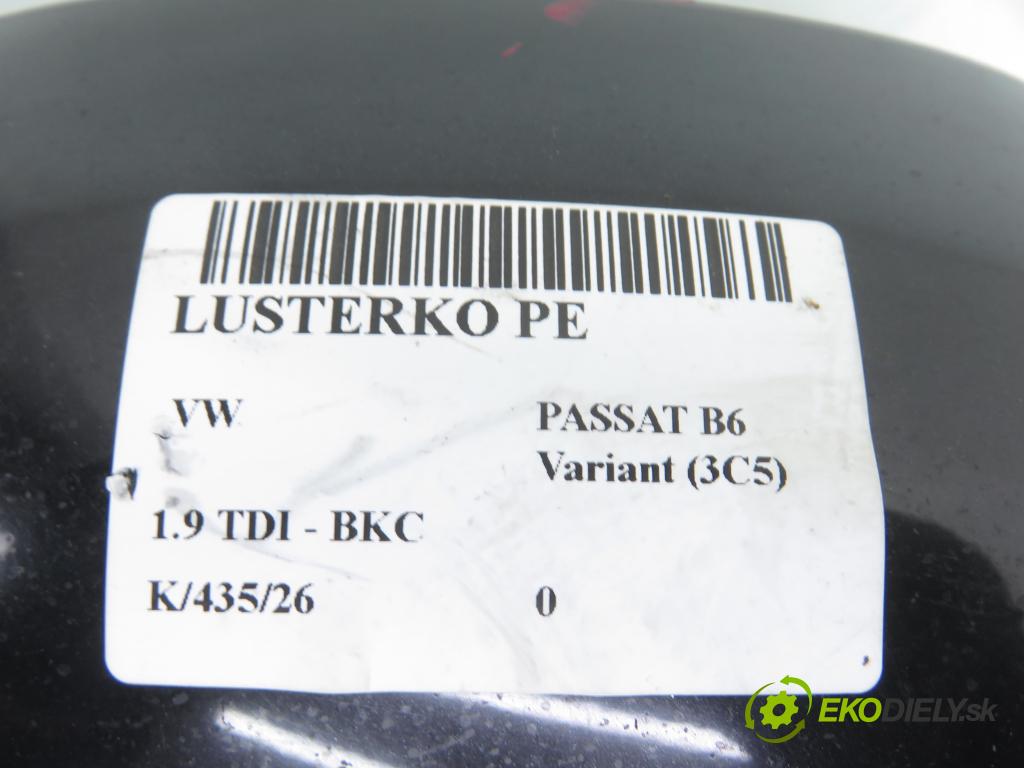 LUSTERKO PE
VW
PASSAT B6
Variant (3C5)
1.9 TDI - BKC
K/435/26
0
EKODIELY.sk